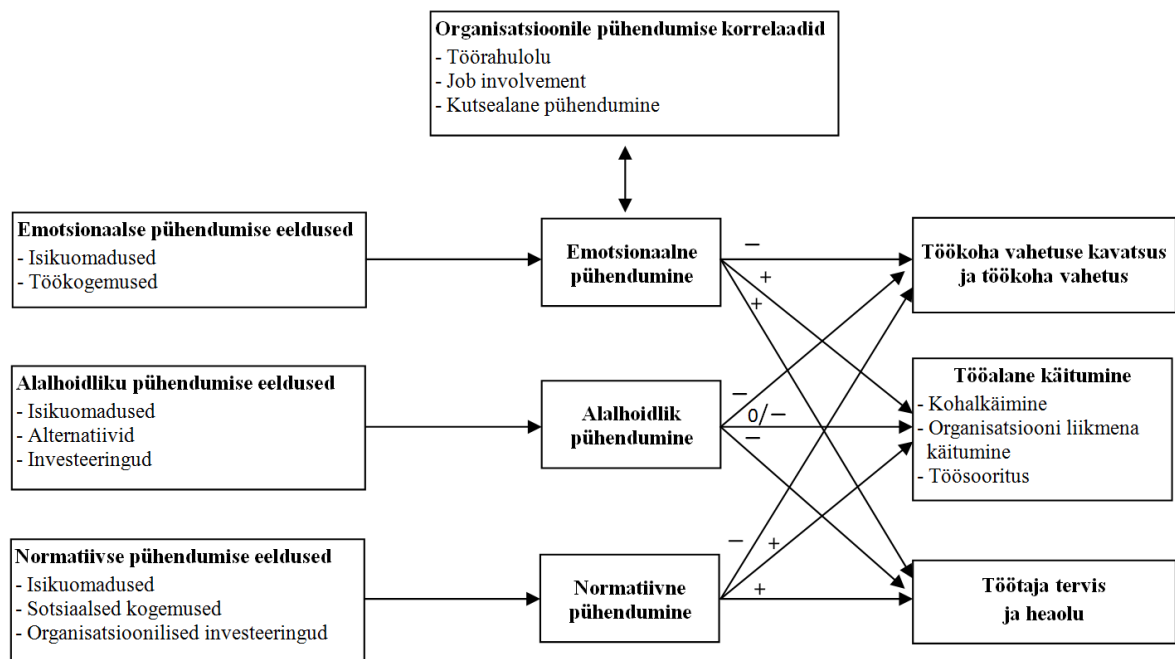 Organisatsioonile pühendumise korrelaadid
- Töörahulolu
- Job involvement
- Kutsealane pühendumine
Emotsionaalse pühendumise eeldused
- Isikuomadused
- Töökogemused
Emotsionaalne
pühendumine
−
+
+
Töökoha vahetuse kavatsus
ja töökoha vahetus
Alalhoidliku pühendumise eeldused
- Isikuomadused
- Alternatiivid
- Investeeringud
Alalhoidlik
pühendumine
−
0/−
−
Tööalane käitumine
- Kohalkäimine
- Organisatsiooni liikmena
käitumine
- Töösooritus
Normatiivse pühendumise eeldused
- Isikuomadused
- Sotsiaalsed kogemused
- Organisatsioonilised investeeringud
Normatiivne
pühendumine
−
+
+
Töötaja tervis
ja heaolu